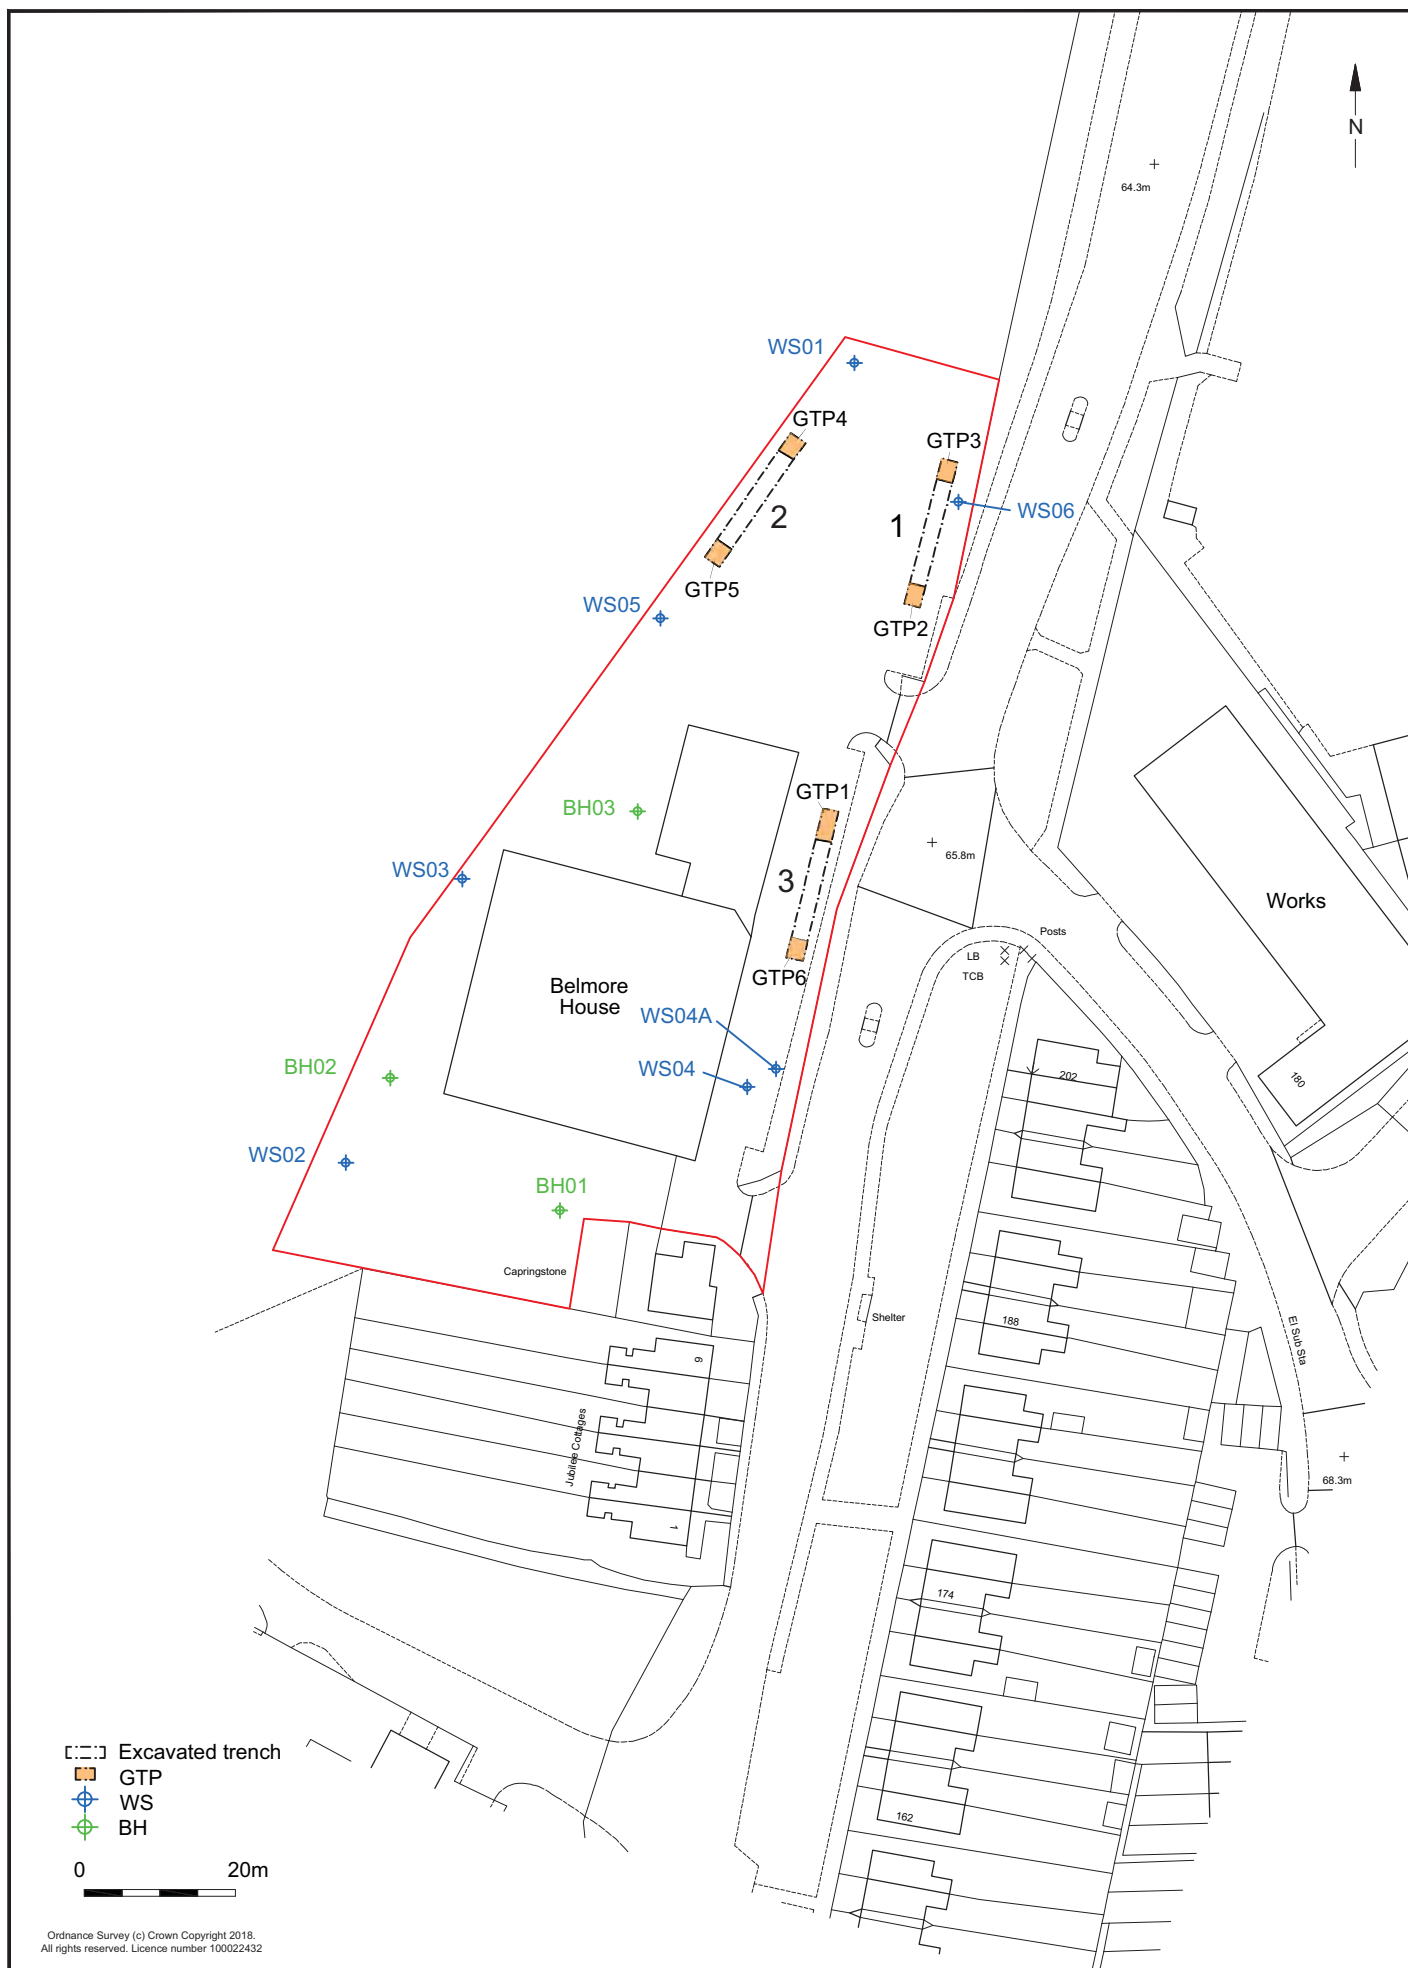 N
64.3m
WS01
GTP4
GTP3
WS06
2
1
GTP5
WS05
GTP2
GTP1
BH03
65.8m
WS03
3
Works
Posts
LB
TCB
GTP6
Belmore
House
WS04A
WS04
BH02
202
180
WS02
BH01
Capringstone
Shelter
188
El Sub Sta
9
Jubilee Cottages
68.3m
1
174
162
Excavated trench
GTP
WS
BH
0 20m
Ordnance Survey (c) Crown Copyright 2018.
All rights reserved. Licence number 100022432